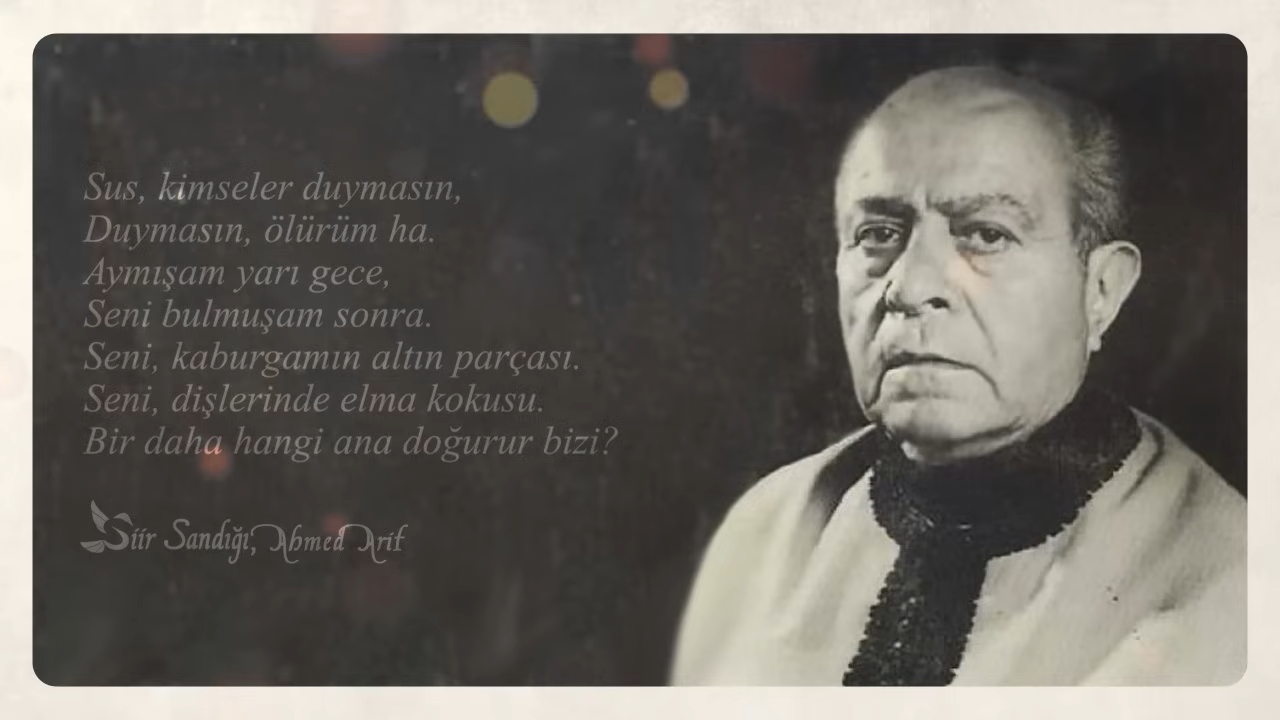 Sus, kimseler duymasın,
Duymasın, ölürüm ha.
Aymışam yarı gece,
Seni bulmuşam sonra.
Seni, kaburgamın altın parçası.
Seni, dişlerinde elma kokusu.
Bir daha hangi ana doğurur bizi?
Şiir Sandığı, Ahmed Arif